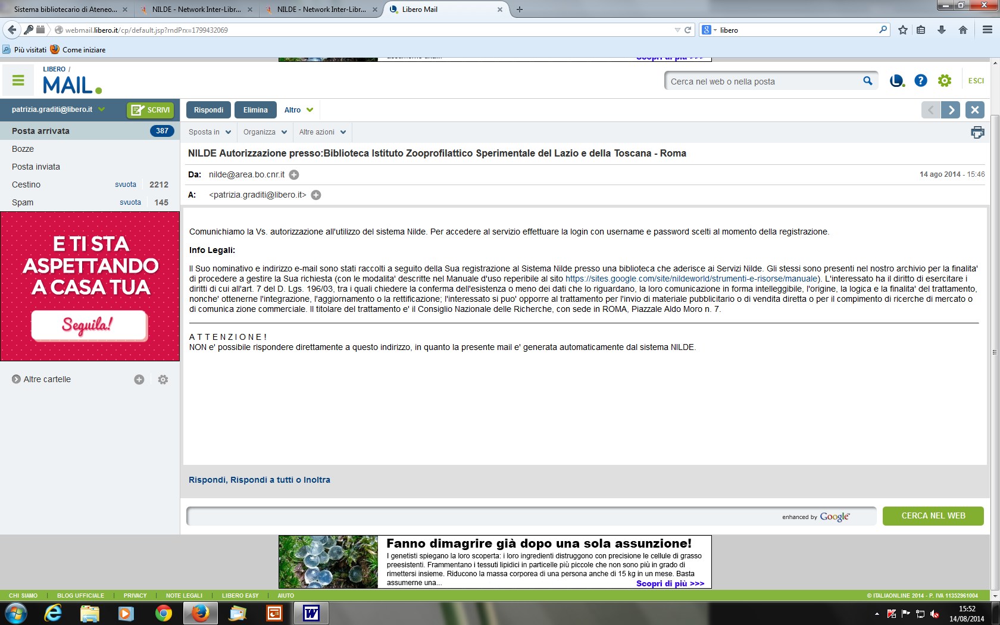 Sistema bibliotecario di Ateneo...
NILDE - Network Inter-Libr...
NILDE - Network Inter-Libr...
Libero Mail
webmail.libero.it/cp/default.jsp?rndPrx=1799432069
libero
Più visitati
Come iniziare
Scopri di più >>>
LIBERO /
MAIL.
Cerca nel web o nella posta
ESCI
patrizia.graditi@libero.it
SCRIVI
Rispondi
Elimina
Altro
Posta arrivata 387
Sposta in
Organizza
Altre azioni
Bozze
Posta inviata
Cestino svuota 2212
Spam svuota 145
NILDE Autorizzazione presso:Biblioteca Istituto Zooprofilattico Sperimentale del Lazio e della Toscana - Roma
Da: nilde@area.bo.cnr.it
14 ago 2014 - 15:46
A: <patrizia.graditi@libero.it>
E TI STA
ASPETTANDO
A CASA TUA
Seguila!
Altre cartelle
Comunichiamo la Vs. autorizzazione all'utilizzo del sistema Nilde. Per accedere al servizio effettuare la login con username e password scelti al momento della registrazione.
Info Legali:
Il Suo nominativo e indirizzo e-mail sono stati raccolti a seguito della Sua registrazione al Sistema Nilde presso una biblioteca che aderisce ai Servizi Nilde. Gli stessi sono presenti nel nostro archivio per la finalita'
di procedere a gestire la Sua richiesta (con le modalita' descritte nel Manuale d'uso reperibile al sito https://sites.google.com/site/nildeworld/strumenti-e-risorse/manuale). L'interessato ha il diritto di esercitare i
diritti di cui all'art. 7 del D. Lgs. 196/03, tra i quali chiedere la conferma dell'esistenza o meno dei dati che lo riguardano, la loro comunicazione in forma intelleggibile, l'origine, la logica e la finalita' del trattamento,
nonche' ottenerne l'integrazione, l'aggiornamento o la rettificazione; l'interessato si puo' opporre al trattamento per l'invio di materiale pubblicitario o di vendita diretta o per il compimento di ricerche di mercato o
di comunica zione commerciale. Il titolare del trattamento e' il Consiglio Nazionale delle Richerche, con sede in ROMA, Piazzale Aldo Moro n. 7.
A T T E N Z I O N E !
NON e' possibile rispondere direttamente a questo indirizzo, in quanto la presente mail e' generata automaticamente dal sistema NILDE.
Rispondi, Rispondi a tutti o Inoltra
enhanced by Google
CERCA NEL WEB
Fanno dimagrire già dopo una sola assunzione!
I genetisti spiegano la loro scoperta: i loro ingredienti distruggono con precisione le cellule di grasso
preesistenti. Frammentano i tessuti lipidici in particelle più piccole che non sono più in grado di
rimettersi insieme. Riducono la massa corporea di una persona anche di 15 kg in un mese. Basta
assumerne una...
Scopri di più >>>
CHI SIAMO | BLOG UFFICIALE | PRIVACY | NOTE LEGALI | LIBERO EASY | AIUTO
© ITALIAONLINE 2014 - P. IVA 11352961004
15:52
14/08/2014